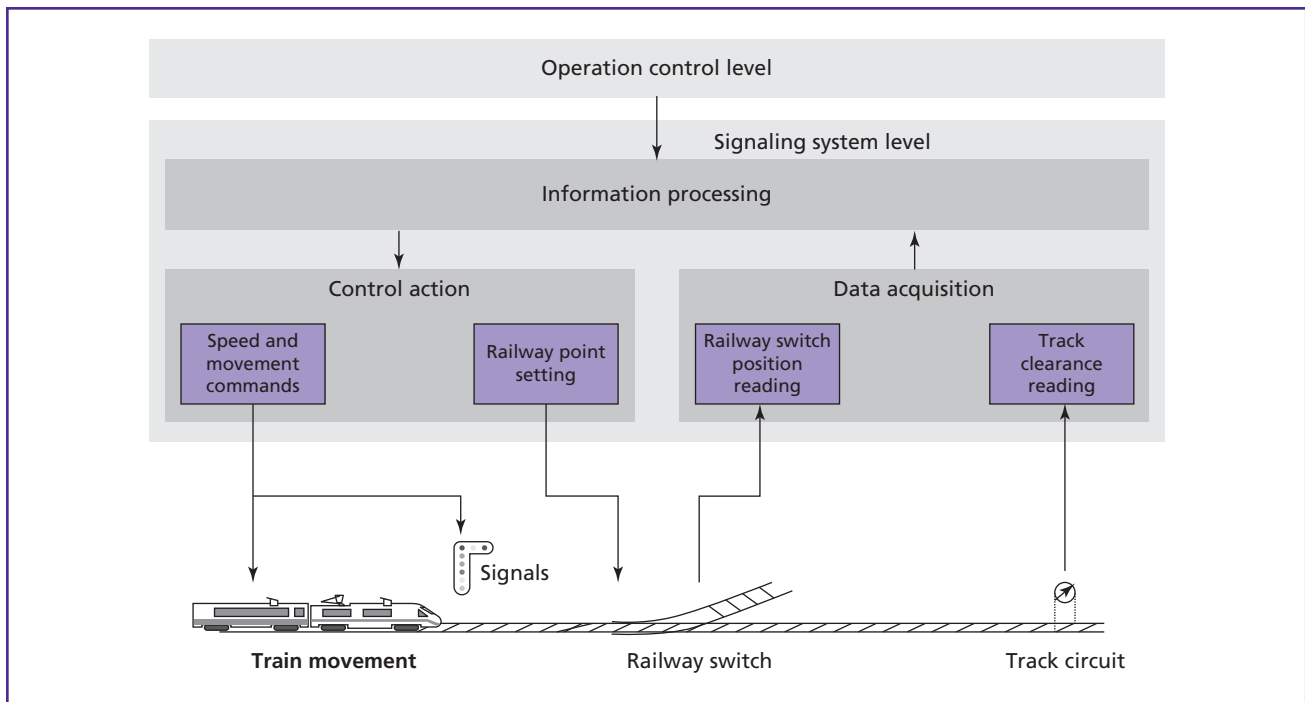 Operation control level
Signaling system level
Information processing
Control action
Data acquisition
Speed and
movement
commands
Railway point
setting
Railway switch
position
reading
Track
clearance
reading
Signals
Train movement
Railway switch
Track circuit